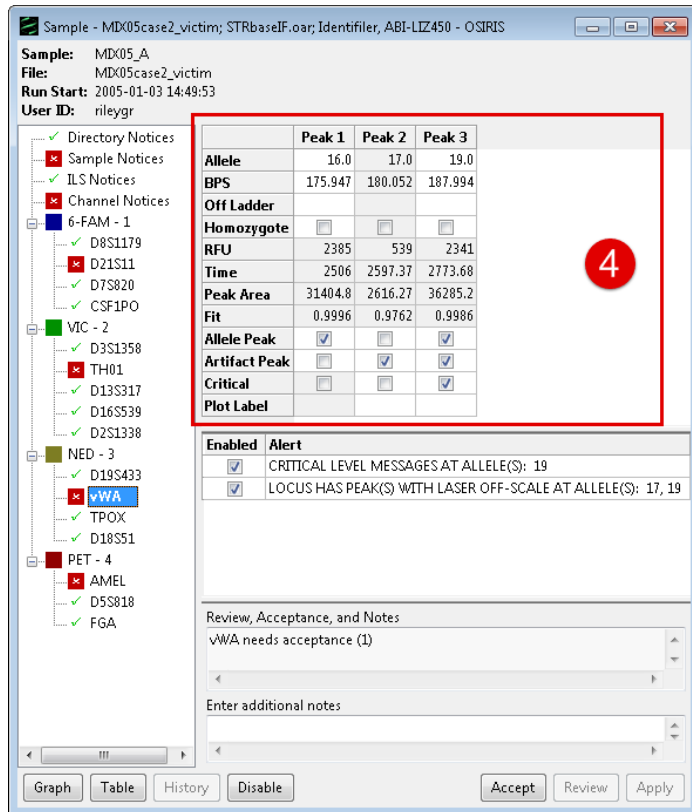 Sample - MIX05case2_victim; STRbaseIF.oar; Identifiler, ABI-LIZ450 - OSIRIS
Sample: MIX05_A
File: MIX05case2_victim
Run Start: 2005-01-03 14:49:53
User ID: rileygr
Directory Notices
Sample Notices
ILS Notices
Channel Notices
6-FAM - 1
D8S1179
D21S11
D7S820
CSF1PO
VIC - 2
D3S1358
TH01
D13S317
D16S539
D2S1338
NED - 3
D19S433
vWA
TPOX
D18S51
PET - 4
AMEL
D5S818
FGA
Peak 1 Peak 2 Peak 3
Allele 16.0 17.0 19.0
BPS 175.947 180.052 187.994
Off Ladder
Homozygote
RFU 2385 539 2341
Time 2506 2597.37 2773.68
Peak Area 31404.8 2616.27 36285.2
Fit 0.9996 0.9762 0.9986
Allele Peak
Artifact Peak
Critical
Plot Label
4
Enabled Alert
CRITICAL LEVEL MESSAGES AT ALLELE(S): 19
LOCUS HAS PEAK(S) WITH LASER OFF-SCALE AT ALLELE(S): 17, 19
Review, Acceptance, and Notes
vWA needs acceptance (1)
Enter additional notes
Graph Table History Disable Accept Review Apply